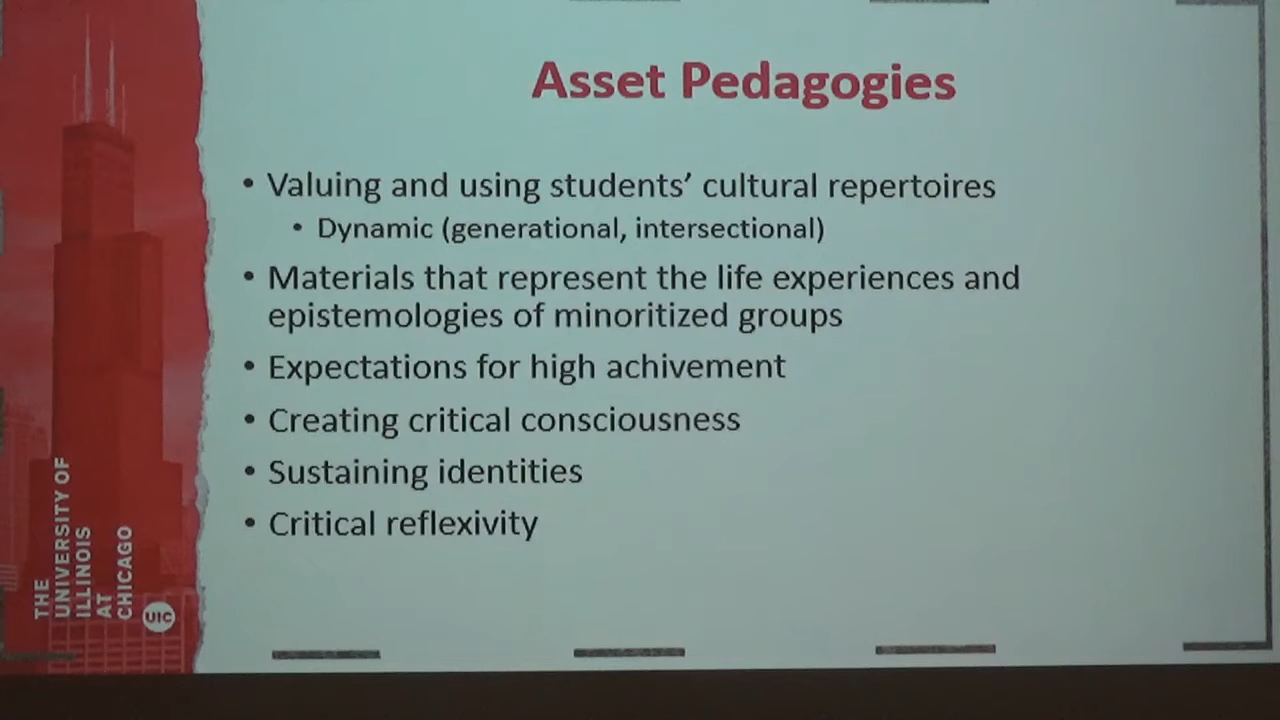 Asset Pedagogies
• Valuing and using students’ cultural repertoires
• Dynamic (generational, intersectional)
• Materials that represent the life experiences and
epistemologies of minoritized groups
• Expectations for high achivement
• Creating critical consciousness
• Sustaining identities
• Critical reflexivity
THE
UNIVERSITY OF
ILLINOIS
AT
CHICAGO
UIC